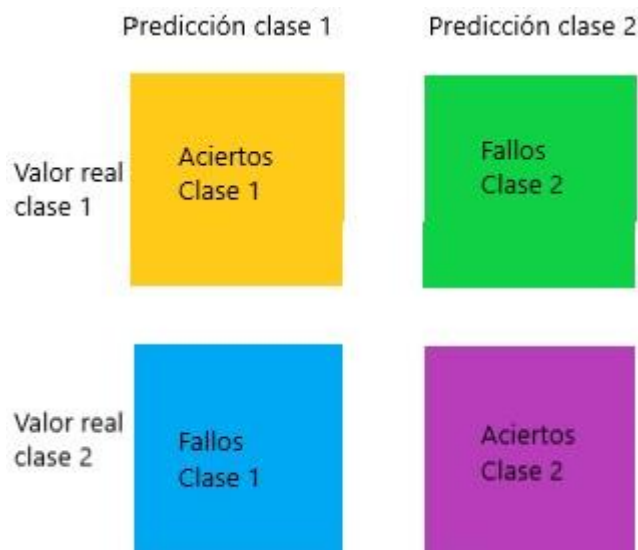 Predicción clase 1
Predicción clase 2
Valor real
clase 1
Aciertos
Clase 1
Fallos
Clase 2
Valor real
clase 2
Fallos
Clase 1
Aciertos
Clase 2